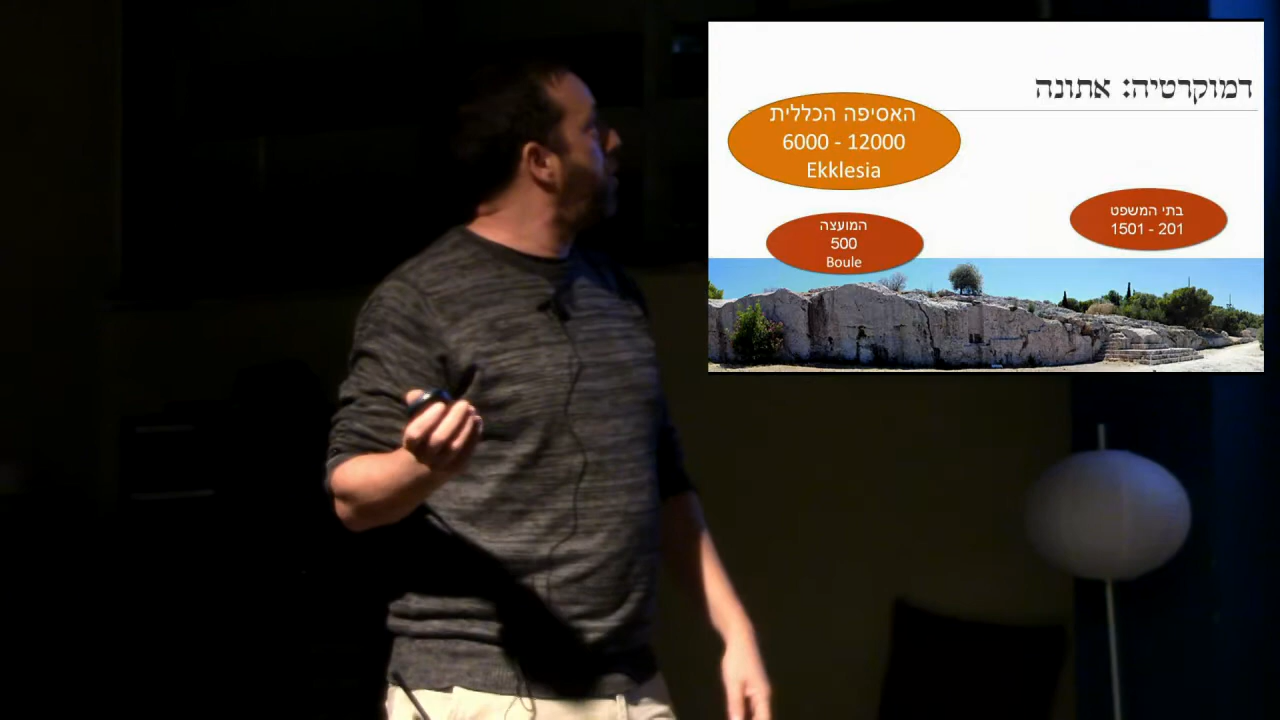 דמוקרטיה: אתונה
האסיפה הכללית
6000 - 12000
Ekklesia
בתי המשפט
1501 - 201
המועצה
500
Boule